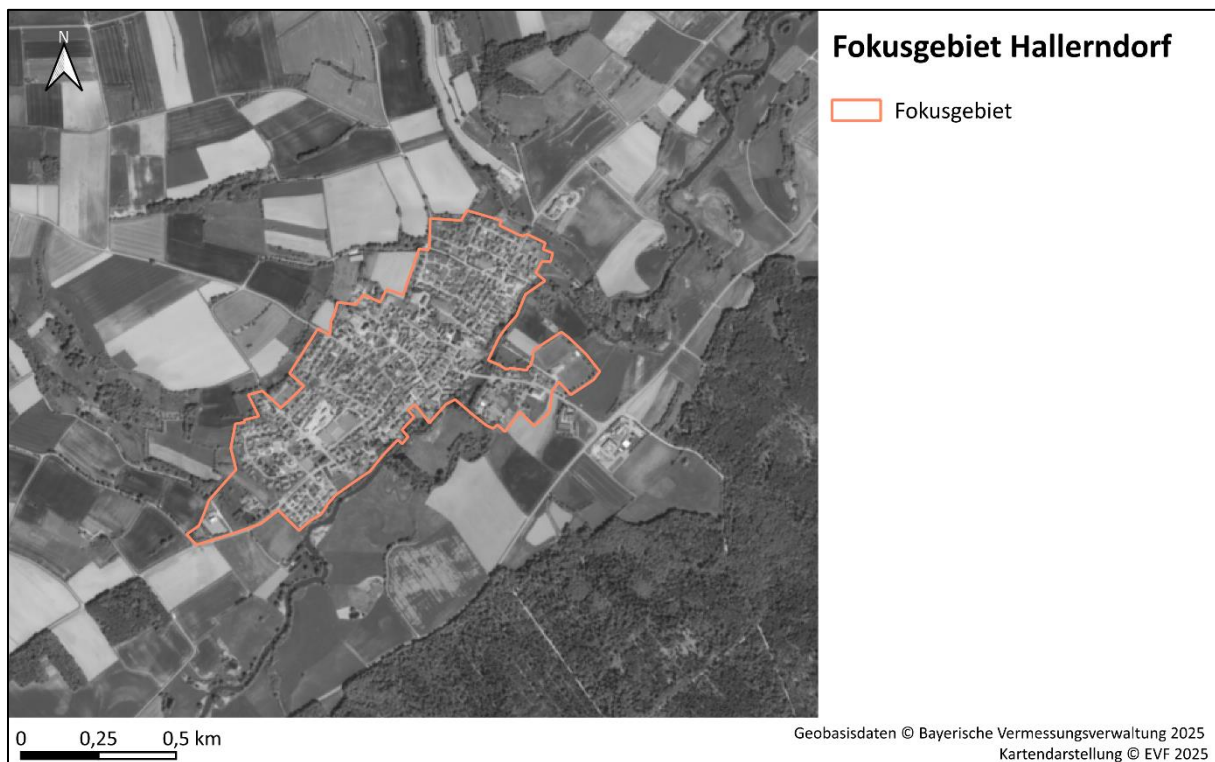 Fokusgebiet Hallerndorf
N
Fokusgebiet
0 0,25 0,5 km
Geobasisdaten © Bayerische Vermessungsverwaltung 2025
Kartendarstellung © EVF 2025